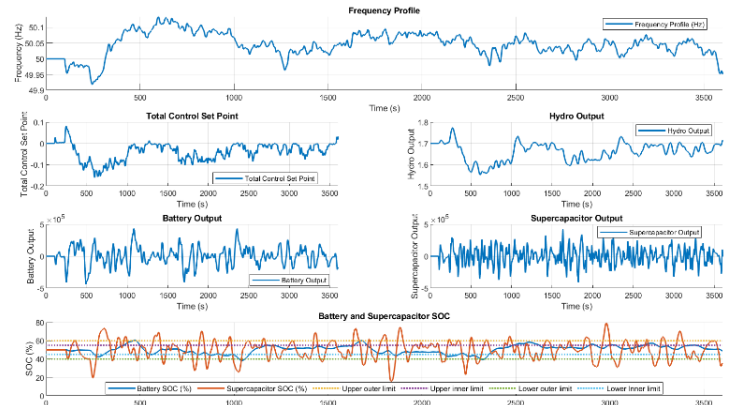 Frequency Profile
Frequency (Hz)
50.1
50.05
50
49.95
49.9
Frequency Profile (Hz)
0 500 1000 1500 2000 2500 3000 3500
Time (s)
Total Control Set Point
Total Control Set Point
0.1
0
-0.1
-0.2
Total Control Set Point
0 500 1000 1500 2000 2500 3000 3500
Time (s)
Hydro Output
Hydro Output
1.8
1.7
1.6
1.5
Hydro Output
0 500 1000 1500 2000 2500 3000 3500
Time (s)
Battery Output
Battery Output
×10⁵
5
0
-5
Battery Output
0 500 1000 1500 2000 2500 3000 3500
Time (s)
Supercapacitor Output
Supercapacitor Output
×10⁵
5
0
-5
Supercapacitor Output
0 500 1000 1500 2000 2500 3000 3500
Time (s)
Battery and Supercapacitor SOC
SOC (%)
80
60
40
20
0
Battery SOC (%) Supercapacitor SOC (%) Upper outer limit Upper inner limit Lower outer limit Lower Inner limit
0 500 1000 1500 2000 2500 3000 3500